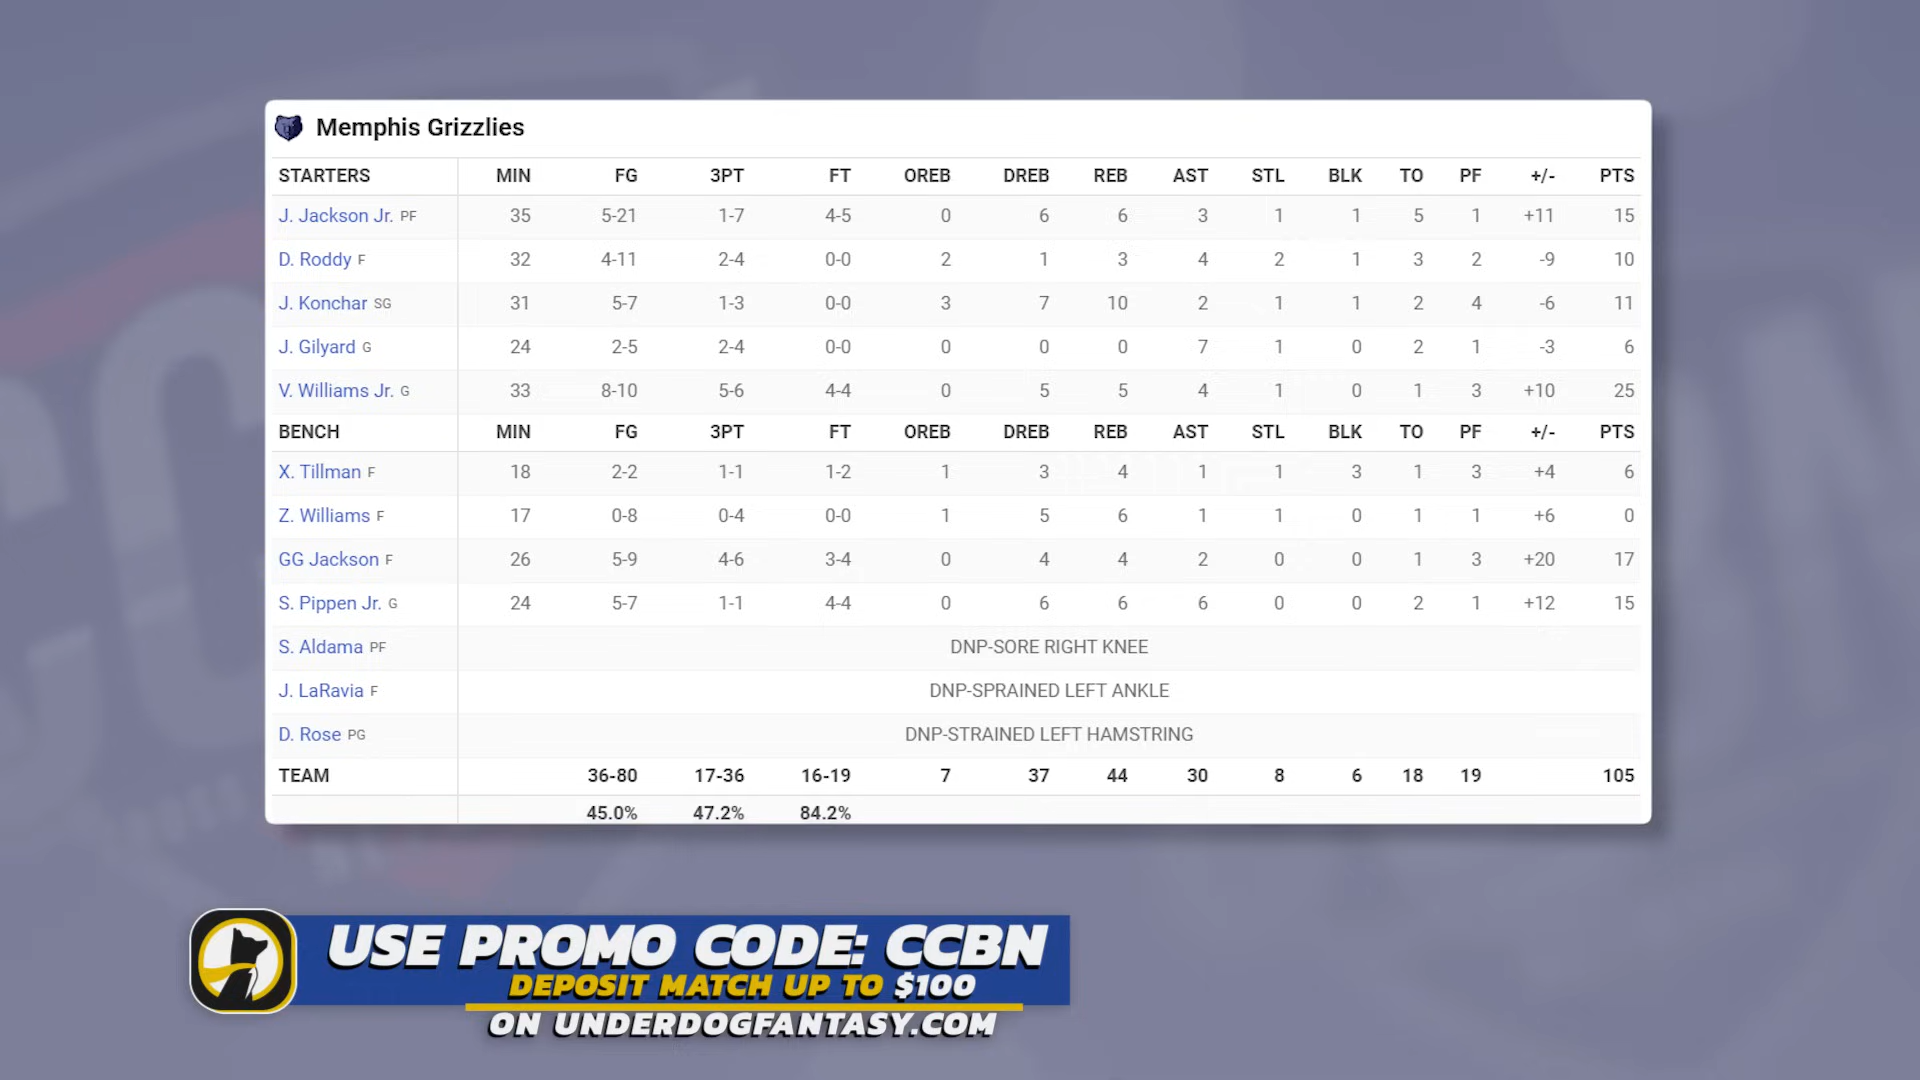 Memphis Grizzlies
STARTERS MIN FG 3PT FT OREB DREB REB AST STL BLK TO PF +/- PTS
J. Jackson Jr. PF 35 5-21 1-7 4-5 0 6 6 3 1 1 5 1 +11 15
D. Roddy F 32 4-11 2-4 0-0 2 1 3 4 2 1 3 2 -9 10
J. Konchar SG 31 5-7 1-3 0-0 3 7 10 2 1 1 2 4 -6 11
J. Gilyard G 24 2-5 2-4 0-0 0 0 0 7 1 0 2 1 -3 6
V. Williams Jr. G 33 8-10 5-6 4-4 0 5 5 4 1 0 1 3 +10 25
BENCH MIN FG 3PT FT OREB DREB REB AST STL BLK TO PF +/- PTS
X. Tillman F 18 2-2 1-1 1-2 1 3 4 1 1 3 1 3 +4 6
Z. Williams F 17 0-8 0-4 0-0 1 5 6 1 1 0 1 1 +6 0
GG Jackson F 26 5-9 4-6 3-4 0 4 4 2 0 0 1 3 +20 17
S. Pippen Jr. G 24 5-7 1-1 4-4 0 6 6 6 0 0 2 1 +12 15
S. Aldama PF DNP-SORE RIGHT KNEE
J. LaRavia F DNP-SPRAINED LEFT ANKLE
D. Rose PG DNP-STRAINED LEFT HAMSTRING
TEAM 36-80 17-36 16-19 7 37 44 30 8 6 18 19 105
45.0% 47.2% 84.2%
USE PROMO CODE: CCBN
DEPOSIT MATCH UP TO $100
ON UNDERDOGFANTASY.COM